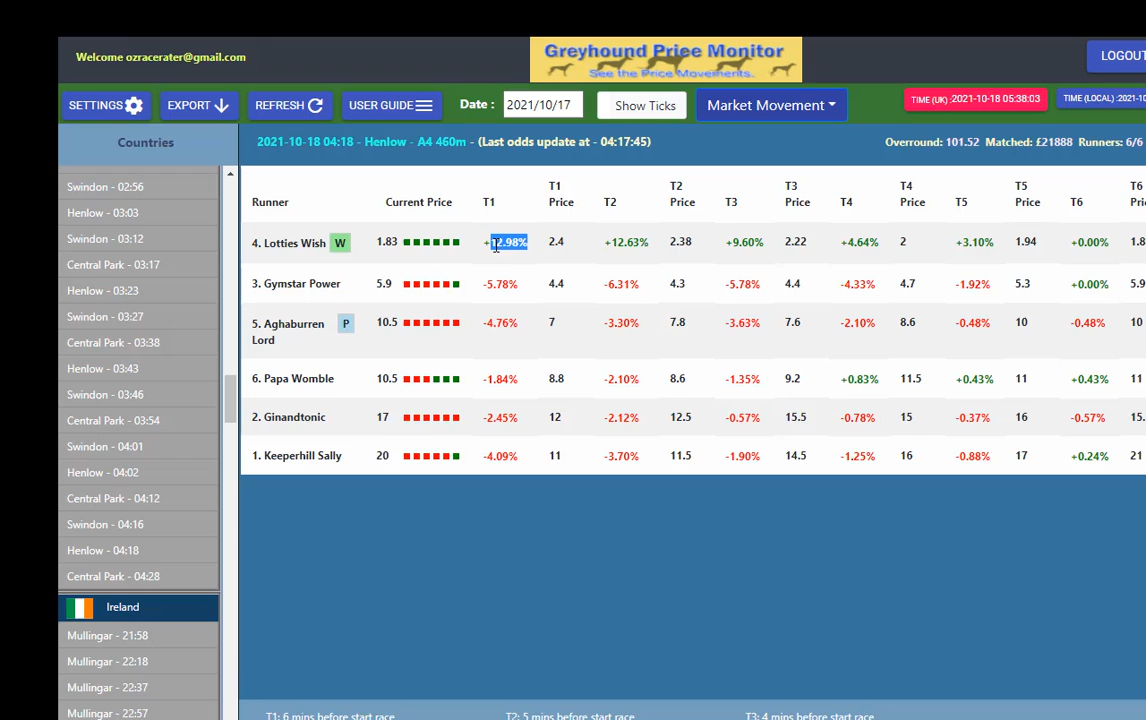 Welcome ozracerater@gmail.com
Greyhound Price Monitor
See the Price Movements.
LOGOUT
SETTINGS
EXPORT
REFRESH
USER GUIDE
Date :
2021/10/17
Show Ticks
Market Movement
TIME (UK) :2021-10-18 05:38:03
TIME (LOCAL) :2021-10
Countries
2021-10-18 04:18 - Henlow - A4 460m - (Last odds update at - 04:17:45)
Overround: 101.52 Matched: £21888 Runners: 6/6
Swindon - 02:56
Henlow - 03:03
Swindon - 03:12
Central Park - 03:17
Henlow - 03:23
Swindon - 03:27
Central Park - 03:38
Henlow - 03:43
Swindon - 03:46
Central Park - 03:54
Swindon - 04:01
Henlow - 04:02
Central Park - 04:12
Swindon - 04:16
Henlow - 04:18
Central Park - 04:28
Ireland
Mullingar - 21:58
Mullingar - 22:18
Mullingar - 22:37
Mullingar - 22:57
Runner Current Price T1 T1 Price T2 T2 Price T3 T3 Price T4 T4 Price T5 T5 Price T6 T6 Pric
4. Lotties Wish W 1.83 +12.98% 2.4 +12.63% 2.38 +9.60% 2.22 +4.64% 2 +3.10% 1.94 +0.00% 1.8
3. Gymstar Power 5.9 -5.78% 4.4 -6.31% 4.3 -5.78% 4.4 -4.33% 4.7 -1.92% 5.3 +0.00% 5.9
5. Aghaburren Lord P 10.5 -4.76% 7 -3.30% 7.8 -3.63% 7.6 -2.10% 8.6 -0.48% 10 -0.48% 10
6. Papa Womble 10.5 -1.84% 8.8 -2.10% 8.6 -1.35% 9.2 +0.83% 11.5 +0.43% 11 +0.43% 11
2. Ginandtonic 17 -2.45% 12 -2.12% 12.5 -0.57% 15.5 -0.78% 15 -0.37% 16 -0.57% 15.
1. Keeperhill Sally 20 -4.09% 11 -3.70% 11.5 -1.90% 14.5 -1.25% 16 -0.88% 17 +0.24% 21
T1: 6 mins before start race
T2: 5 mins before start race
T3: 4 mins before start race